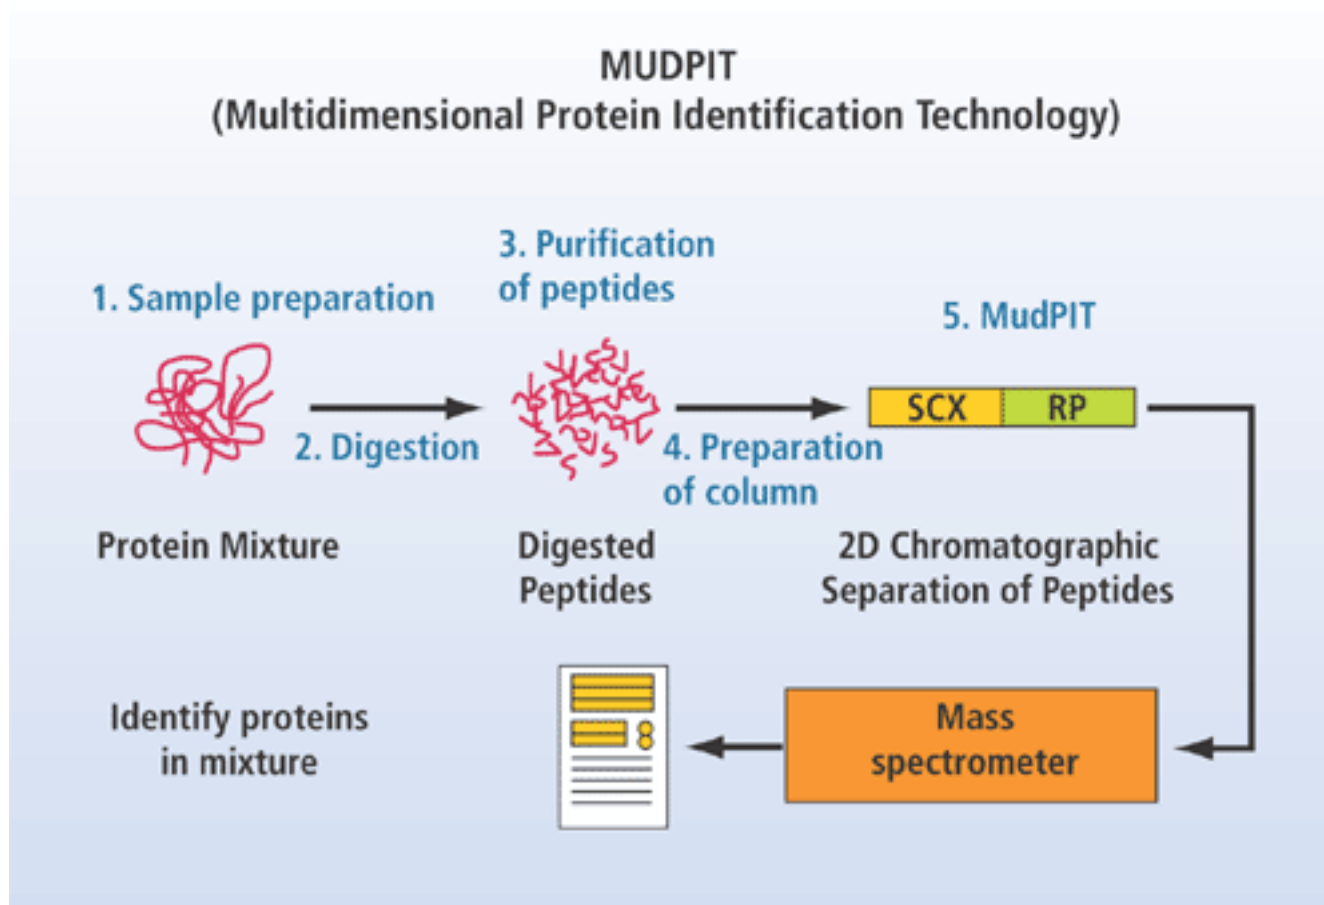 MUDPIT
(Multidimensional Protein Identification Technology)
1. Sample preparation
3. Purification
of peptides
5. MudPIT
SCX
RP
2. Digestion
4. Preparation
of column
Protein Mixture
Digested
Peptides
2D Chromatographic
Separation of Peptides
Identify proteins
in mixture
Mass
spectrometer